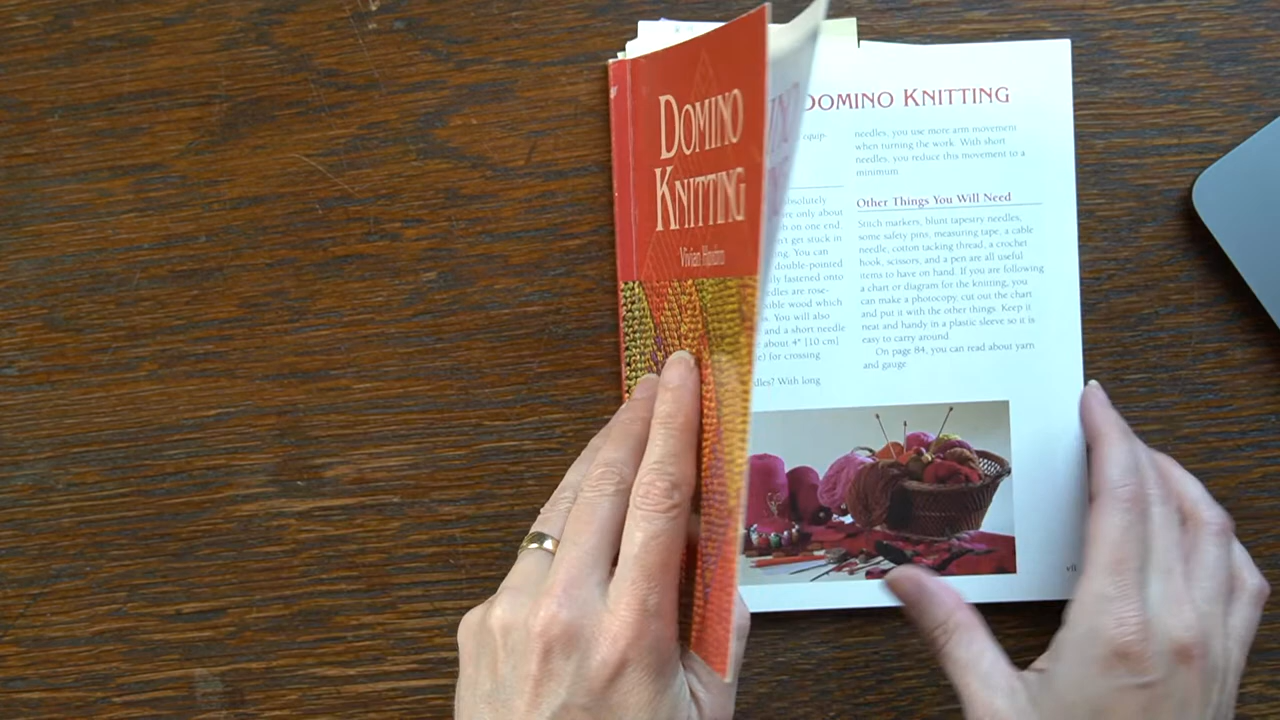 DOMINO
KNITTING
Vivian
DOMINO KNITTING
equip-
absolutely
re only about
b on one end.
n't get stuck in
ing. You can
double-pointed
ily fastened onto
edles are rose-
ible wood which
s. You will also
and a short needle
about 4" [10 cm]
e) for crossing
dles? With long
needles, you use more arm movement
when turning the work. With short
needles, you reduce this movement to a
minimum
Other Things You Will Need
Stitch markers, blunt tapestry needles,
some safety pins, measuring tape, a cable
needle, cotton tacking thread, a crochet
hook, scissors, and a pen are all useful
items to have on hand. If you are following
a chart or diagram for the knitting, you
can make a photocopy, cut out the chart
and put it with the other things. Keep it
neat and handy in a plastic sleeve so it is
easy to carry around
On page 84, you can read about yarn
and gauge